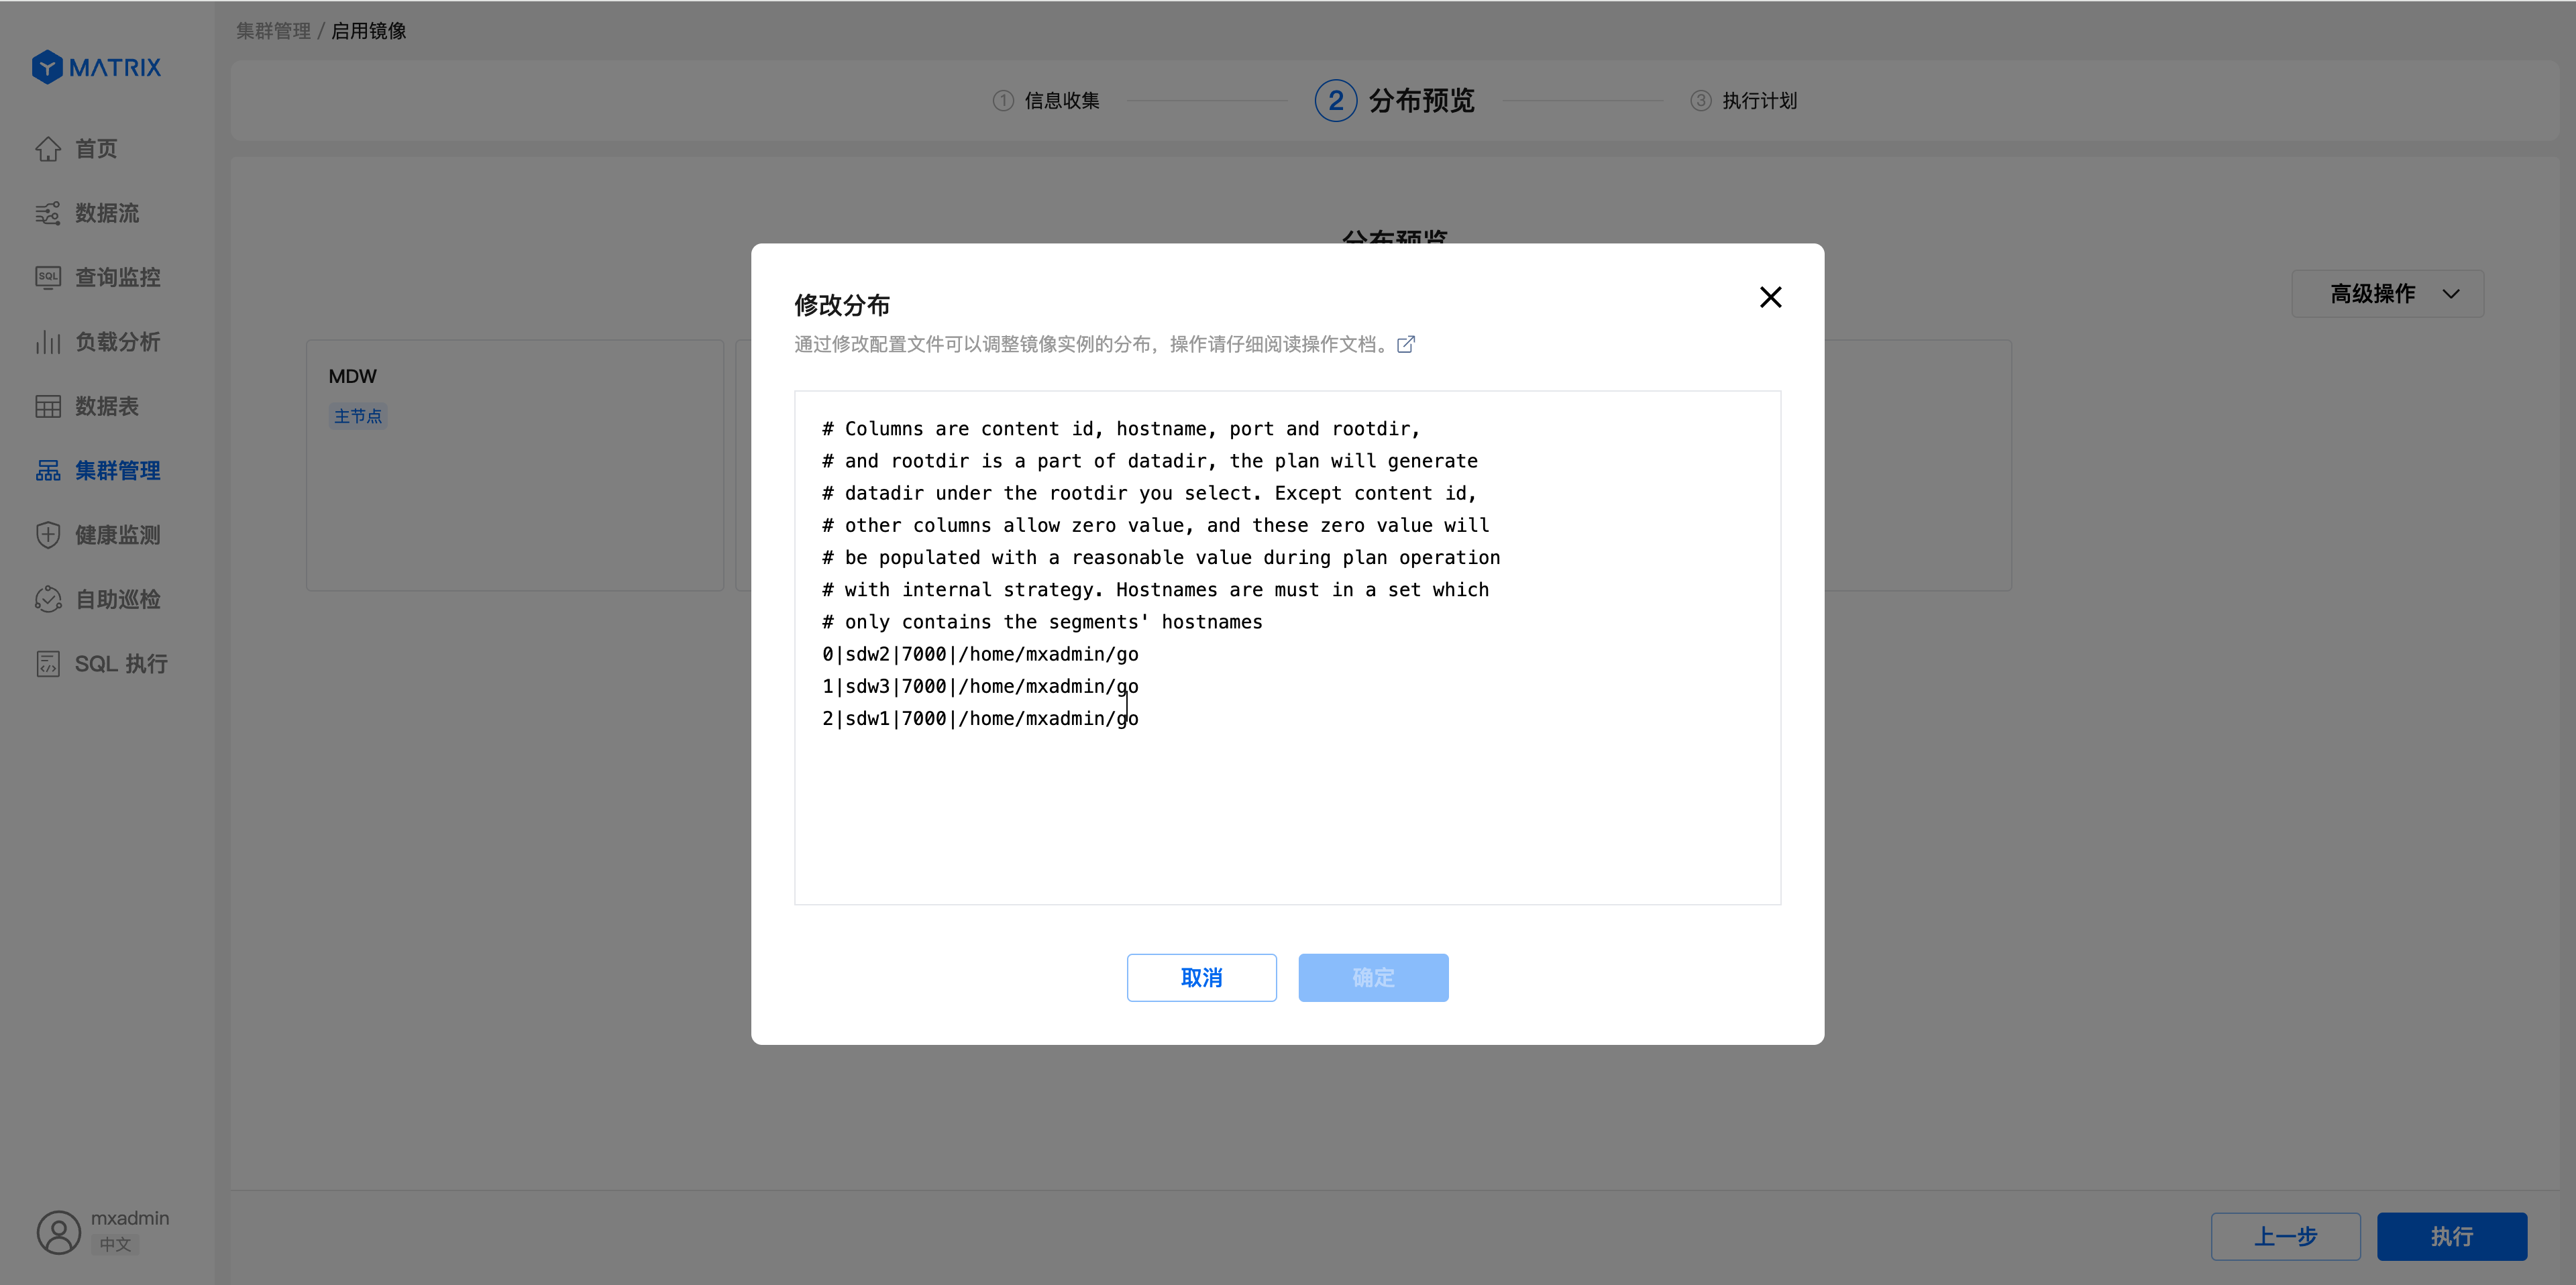 集群管理 / 启用镜像
YMATRIX
1 信息收集
2 分布预览
3 执行计划
首页
数据流
SQL 查询监控
负载分析
数据表
集群管理
健康监测
自助巡检
SQL 执行
mxadmin
中文
分布预览
高级操作
MDW
主节点
修改分布
通过修改配置文件可以调整镜像实例的分布，操作请仔细阅读操作文档。
# Columns are content id, hostname, port and rootdir,
# and rootdir is a part of datadir, the plan will generate
# datadir under the rootdir you select. Except content id,
# other columns allow zero value, and these zero value will
# be populated with a reasonable value during plan operation
# with internal strategy. Hostnames are must in a set which
# only contains the segments' hostnames
0|sdw2|7000|/home/mxadmin/go
1|sdw3|7000|/home/mxadmin/go
2|sdw1|7000|/home/mxadmin/go
取消
确定
上一步
执行